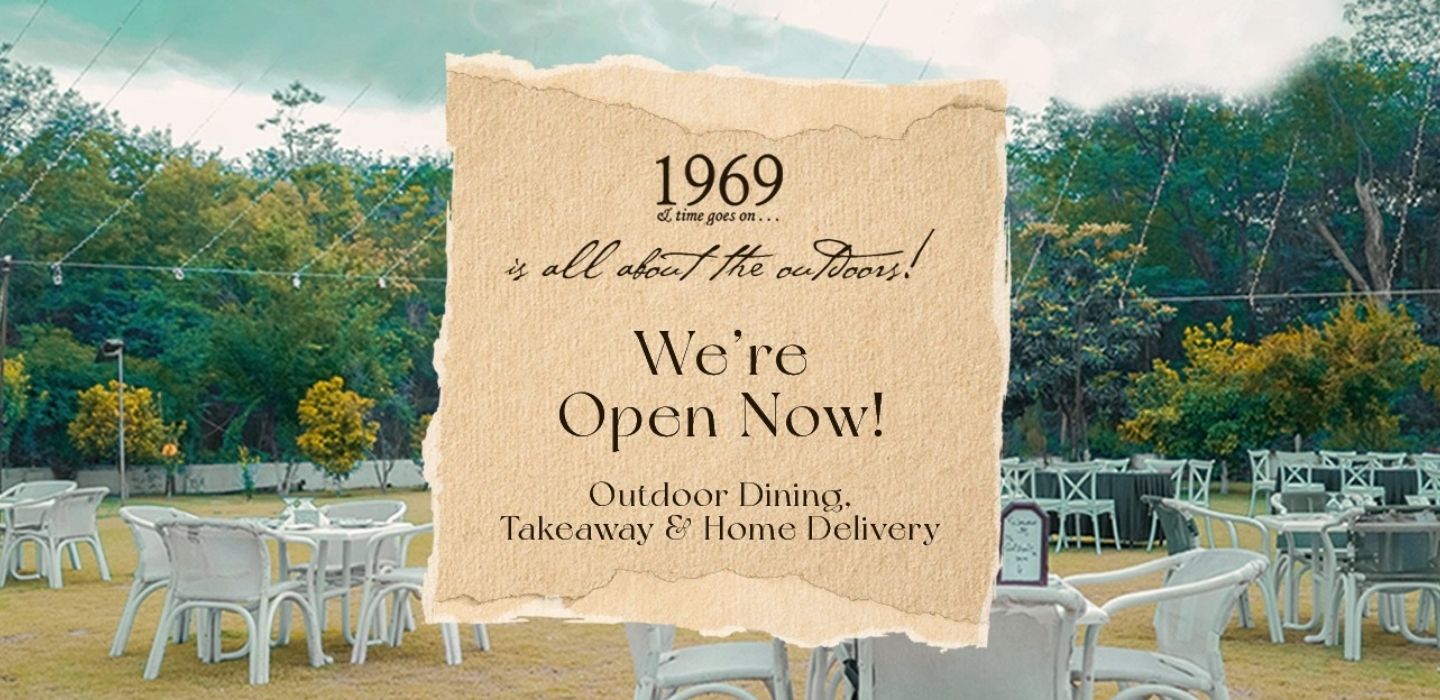 1969
& time goes on...
is all about the outdoors!
We're
Open Now!
Outdoor Dining,
Takeaway & Home Delivery